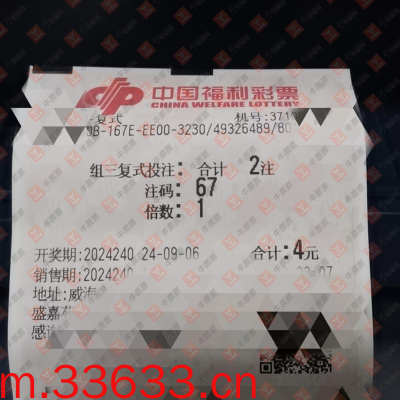 中国福利彩票
CHINA WELFARE LOTTERY
复式 机号:371
0B-167E-EE00-3230/49326489/80
组三复式投注: 合计 2注
注码: 67
倍数: 1
开奖期:2024240 24-09-06 合计:4元
销售期:2024240
地址:威海
盛嘉
感
m.33633.cn